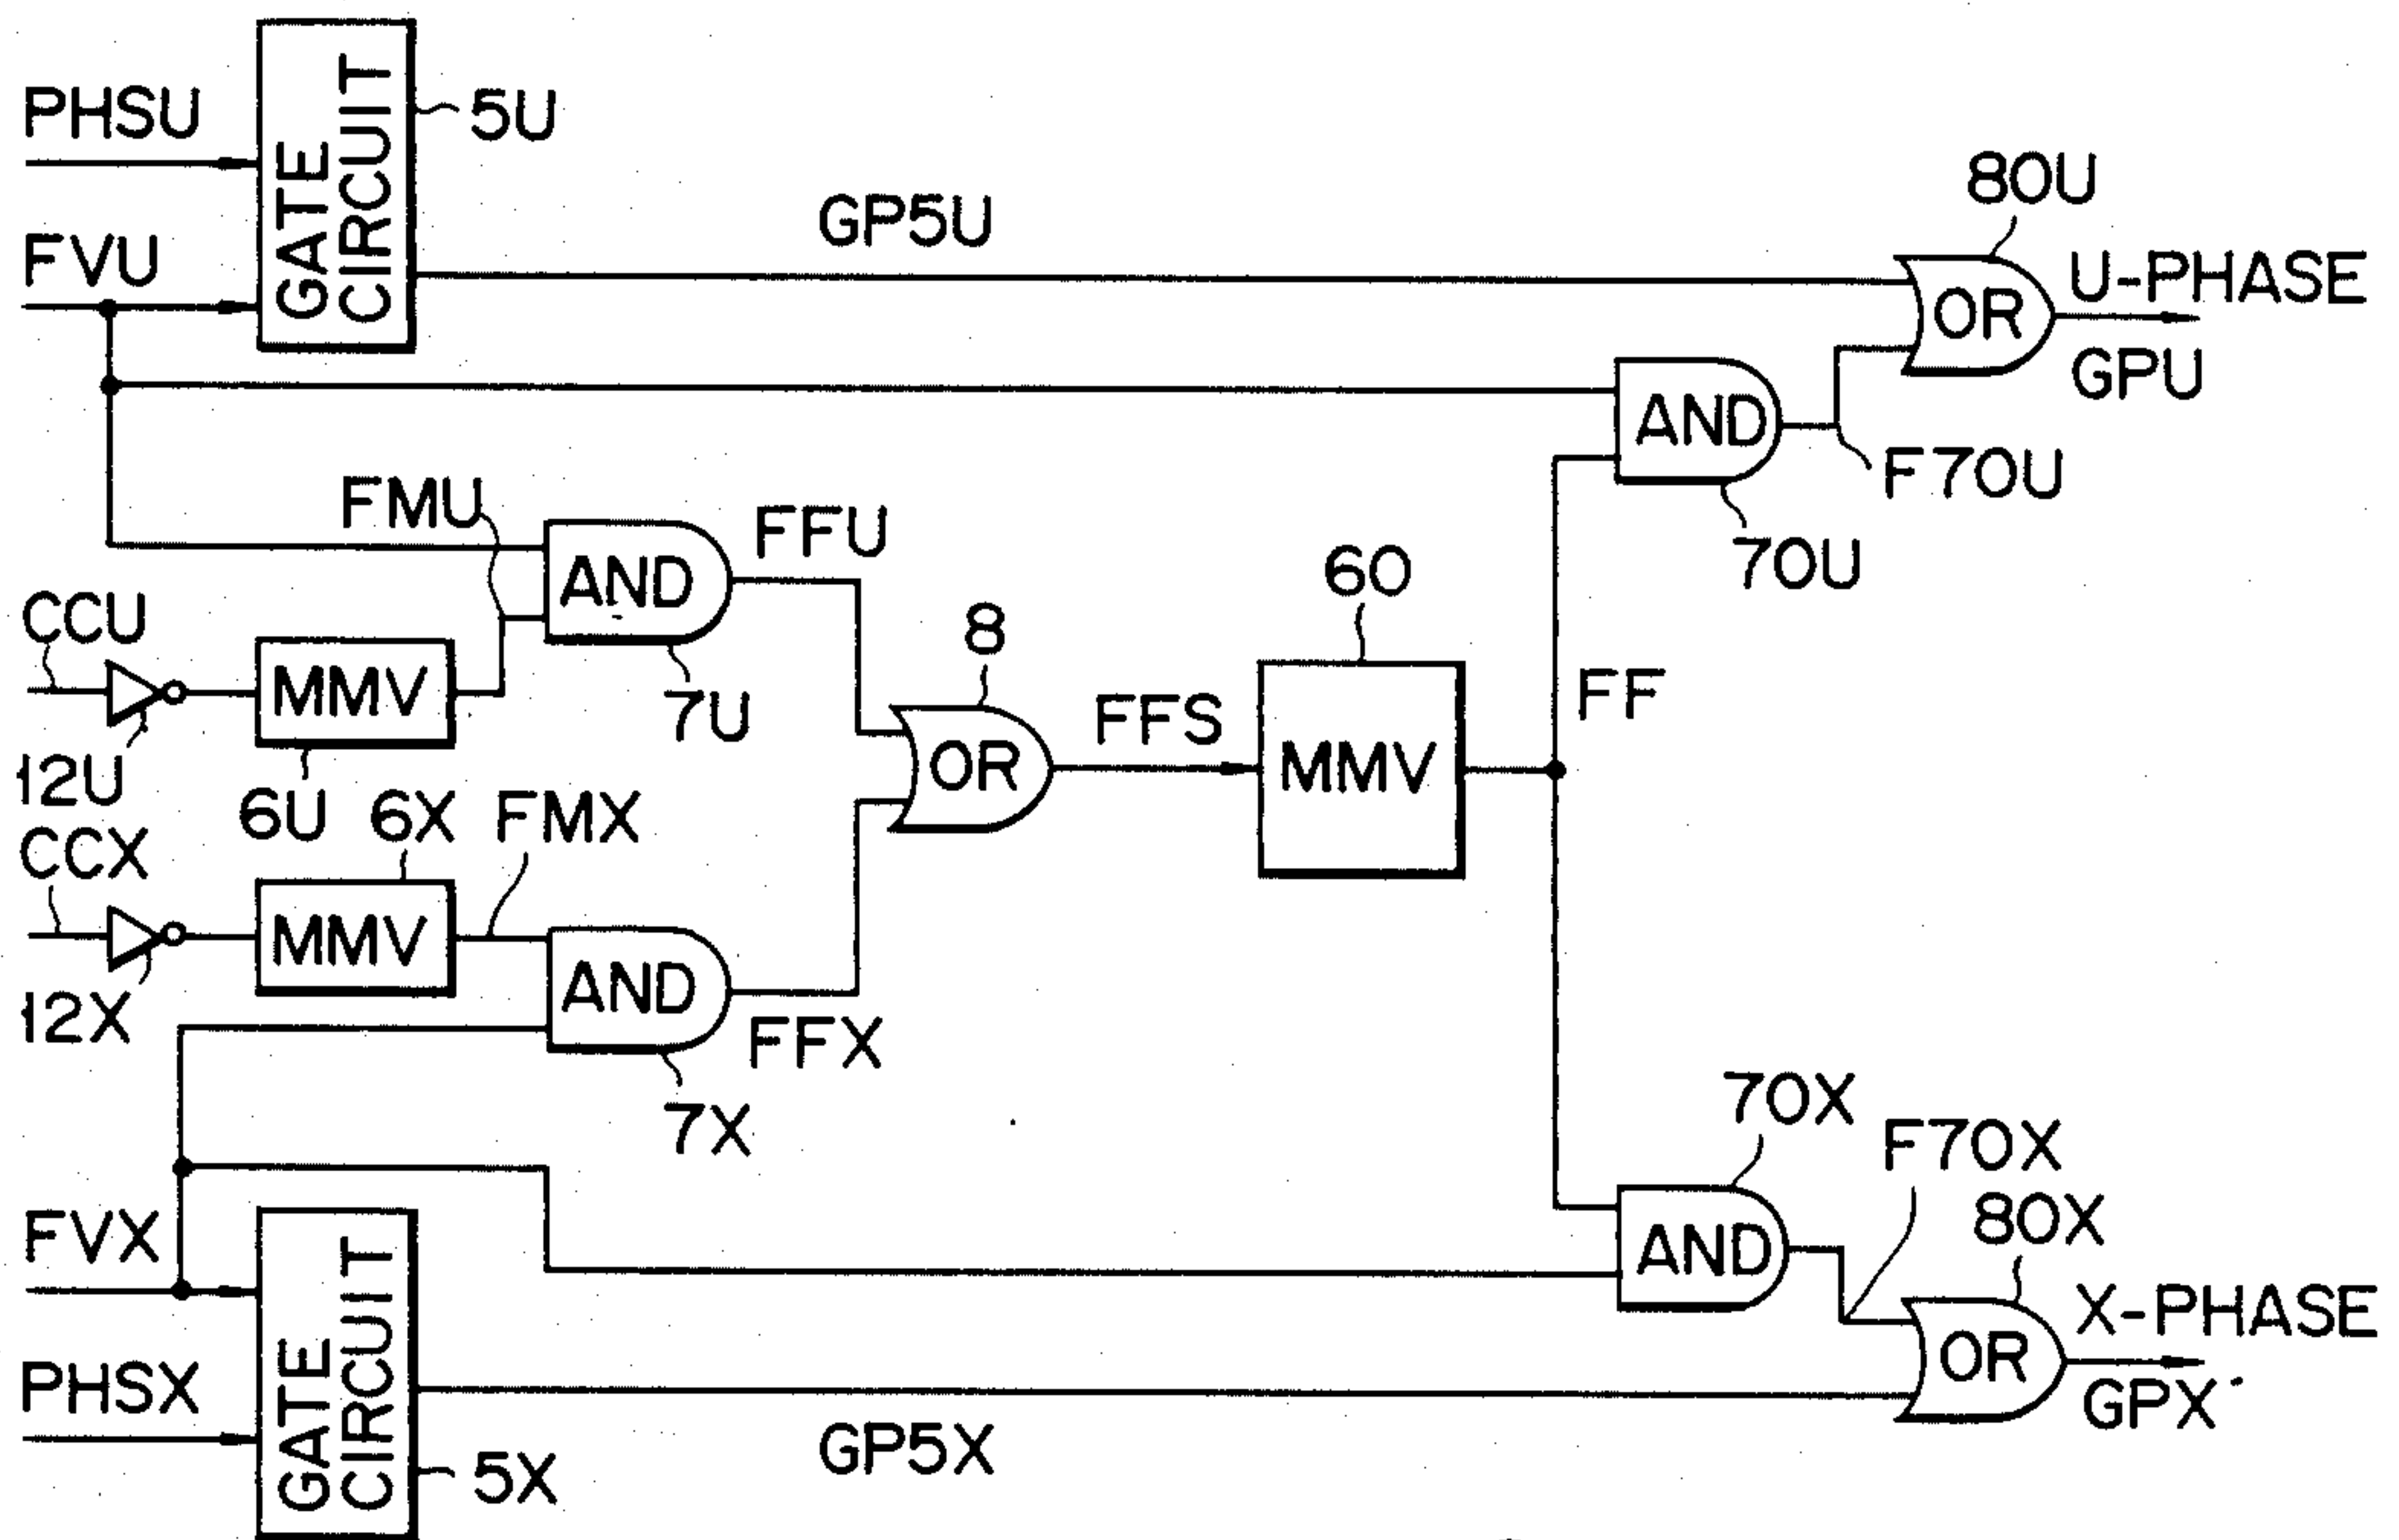 PHSU
FVU
GATE
CIRCUIT
5U
GP5U
80U
OR
U-PHASE
GPU
AND
F70U
70U
FMU
AND
FFU
7U
CCU
12U
MMV
6U
8
OR
FFS
60
MMV
FF
CCX
12X
6X
MMV
FMX
AND
FFX
7X
70X
AND
F70X
80X
OR
X-PHASE
GPX
FVX
PHSX
GATE
CIRCUIT
5X
GP5X